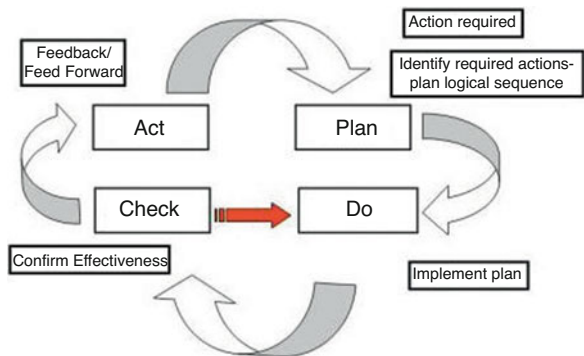 Action required
Feedback/
Feed Forward
Identify required actions-
plan logical sequence
Act
Plan
Check
Do
Confirm Effectiveness
Implement plan